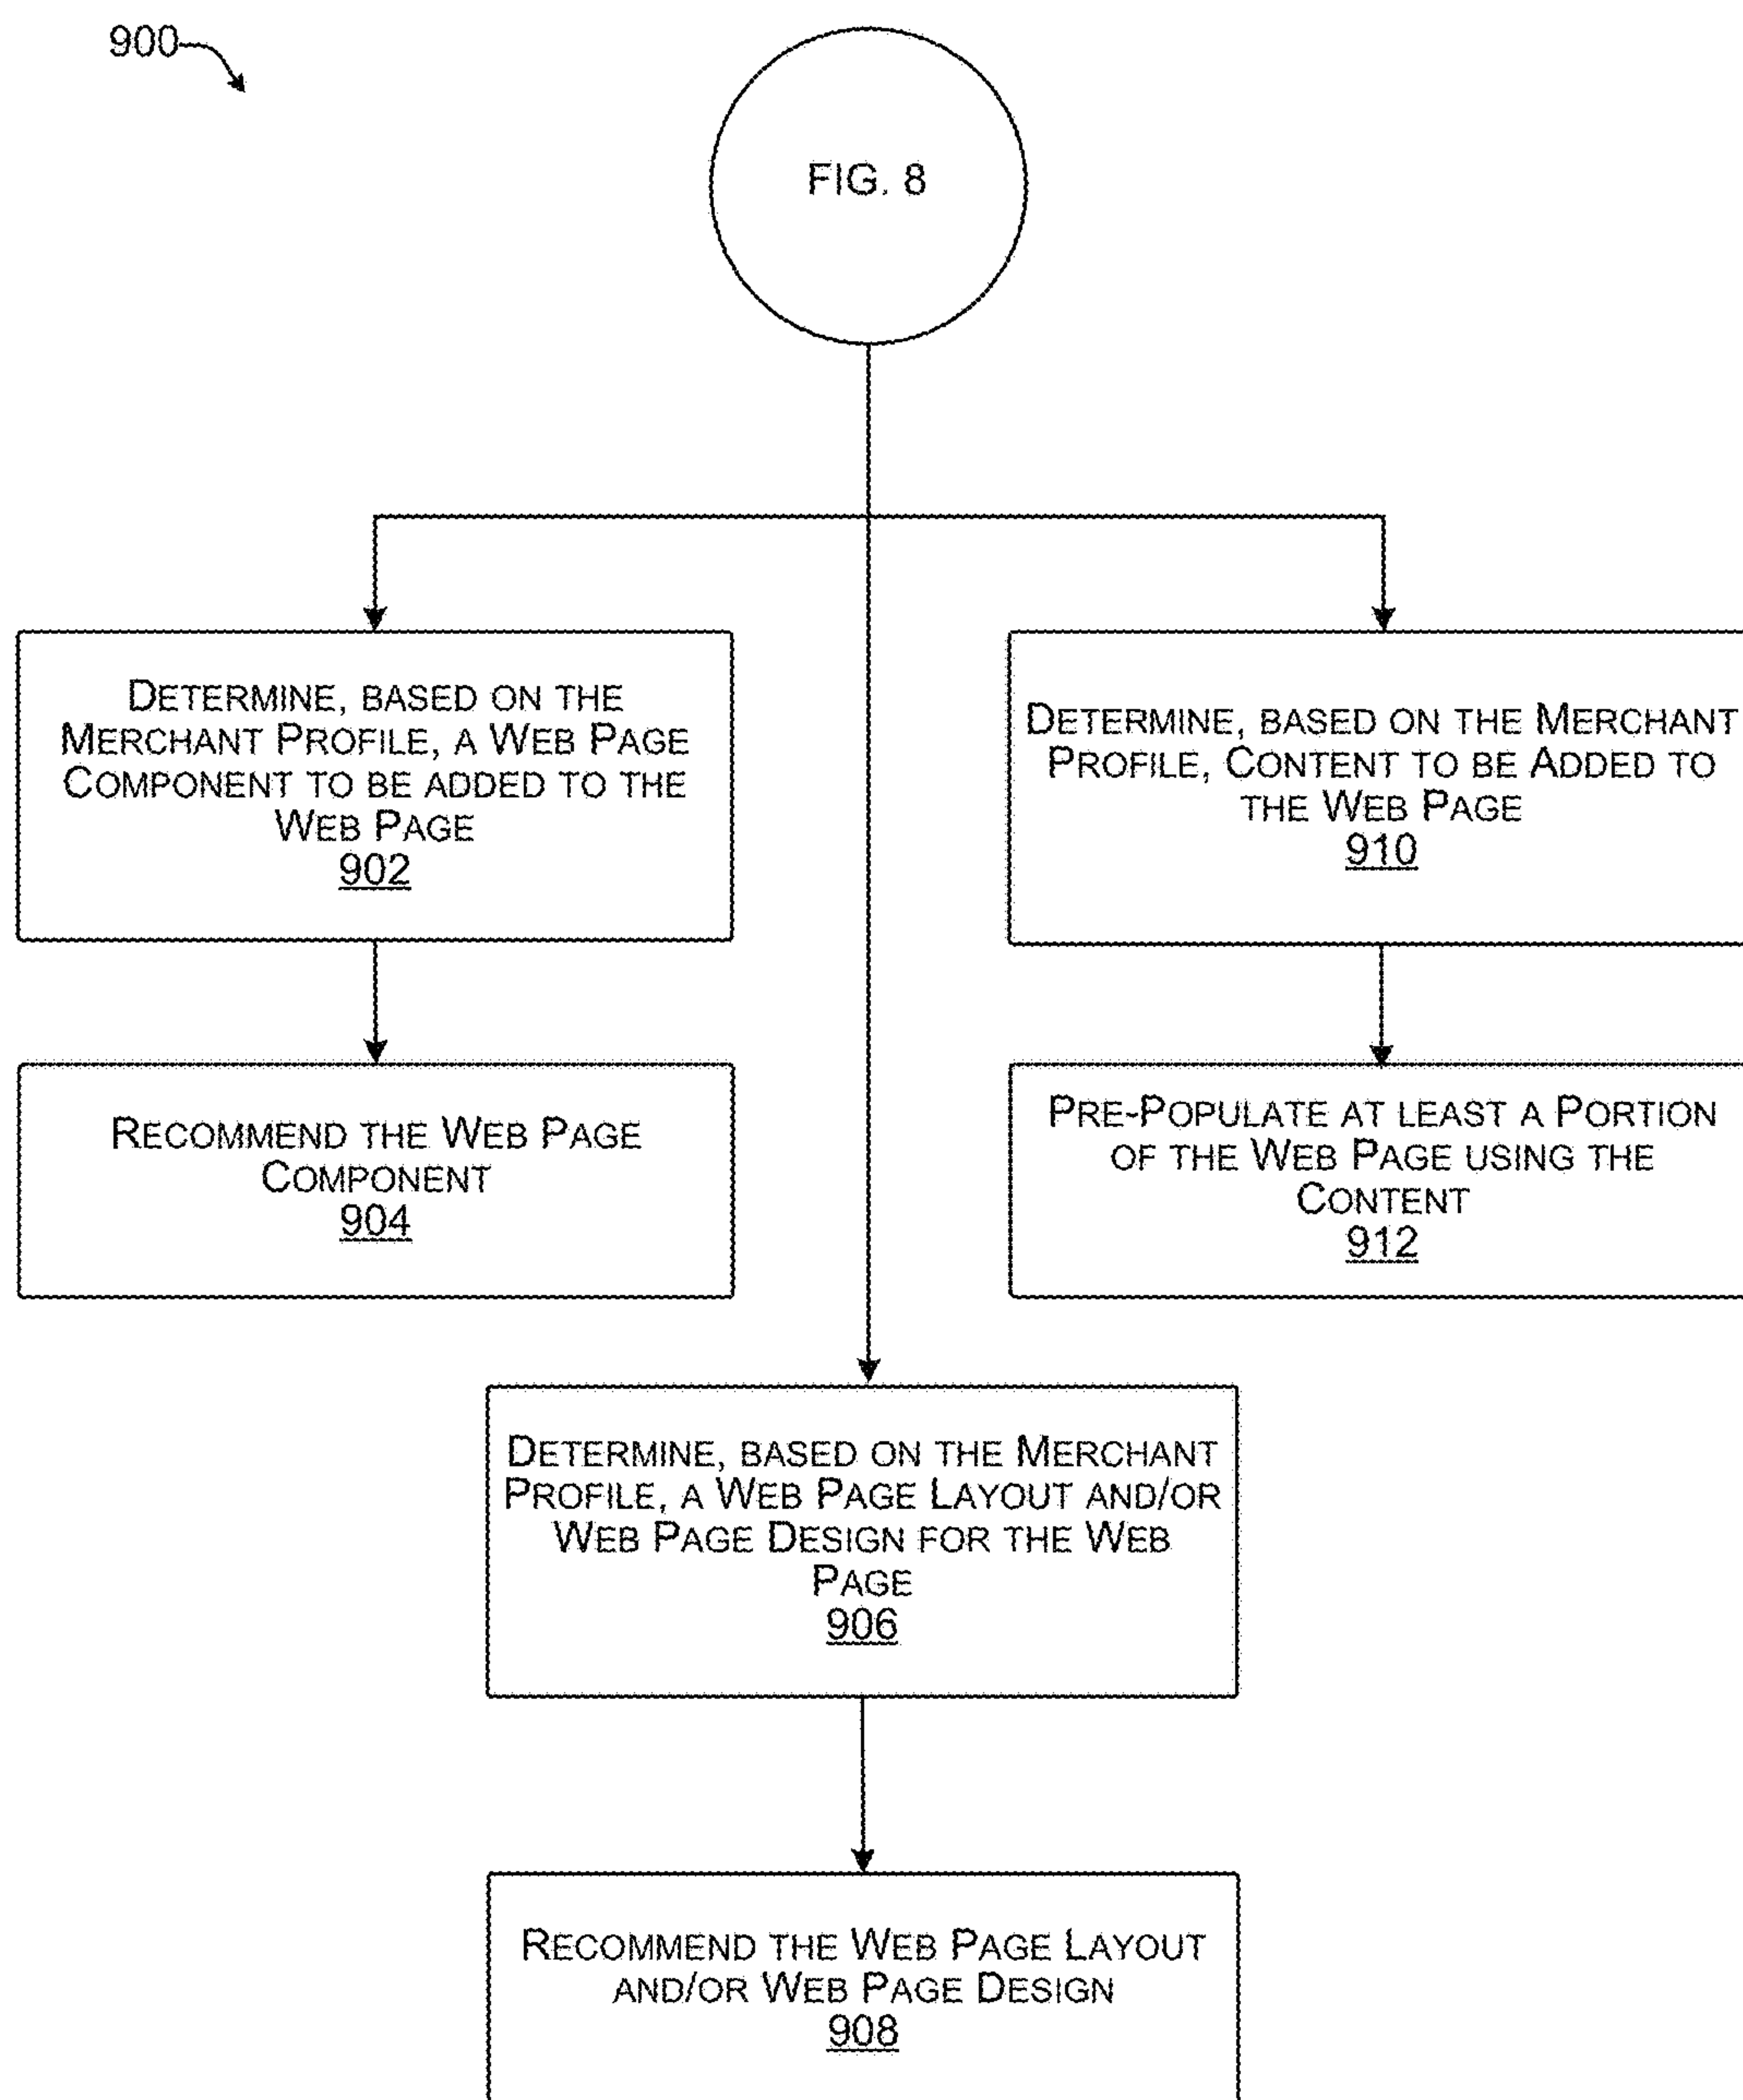 900
FIG. 8
DETERMINE, BASED ON THE
MERCHANT PROFILE, A WEB PAGE
COMPONENT TO BE ADDED TO THE
WEB PAGE
902
RECOMMEND THE WEB PAGE
COMPONENT
904
DETERMINE, BASED ON THE MERCHANT
PROFILE, CONTENT TO BE ADDED TO
THE WEB PAGE
910
PRE-POPULATE AT LEAST A PORTION
OF THE WEB PAGE USING THE
CONTENT
912
DETERMINE, BASED ON THE MERCHANT
PROFILE, A WEB PAGE LAYOUT AND/OR
WEB PAGE DESIGN FOR THE WEB
PAGE
906
RECOMMEND THE WEB PAGE LAYOUT
AND/OR WEB PAGE DESIGN
908